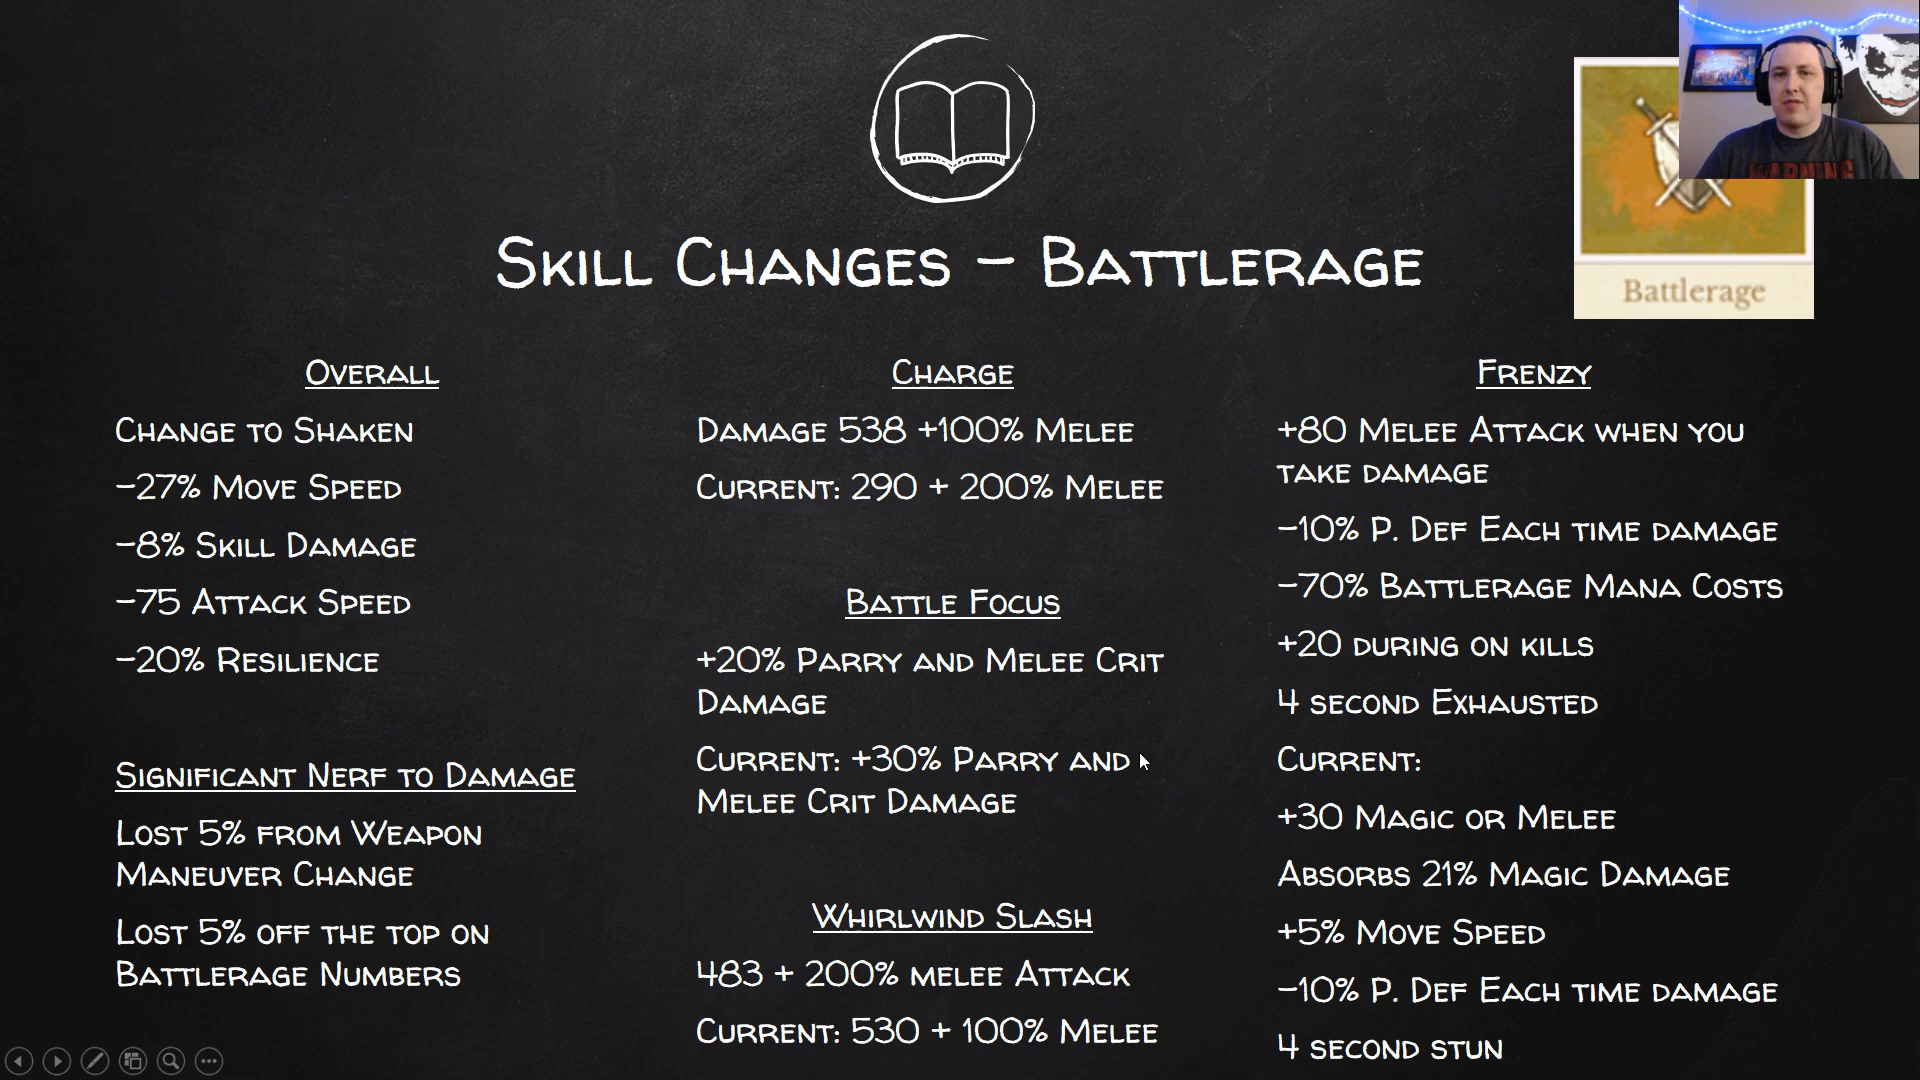 Skill Changes – Battlerage
Battlerage
Overall
Change to Shaken
-27% Move Speed
-8% Skill Damage
-75 Attack Speed
-20% Resilience
Significant Nerf to Damage
Lost 5% from Weapon
Maneuver Change
Lost 5% off the top on
Battlerage Numbers
Charge
Damage 538 +100% Melee
Current: 290 + 200% Melee
Battle Focus
+20% Parry and Melee Crit
Damage
Current: +30% Parry and
Melee Crit Damage
Whirlwind Slash
483 + 200% melee Attack
Current: 530 + 100% Melee
Frenzy
+80 Melee Attack when you
take damage
-10% P. Def Each time damage
-70% Battlerage Mana Costs
+20 during on kills
4 second Exhausted
Current:
+30 Magic or Melee
Absorbs 21% Magic Damage
+5% Move Speed
-10% P. Def Each time damage
4 second stun
WARNING